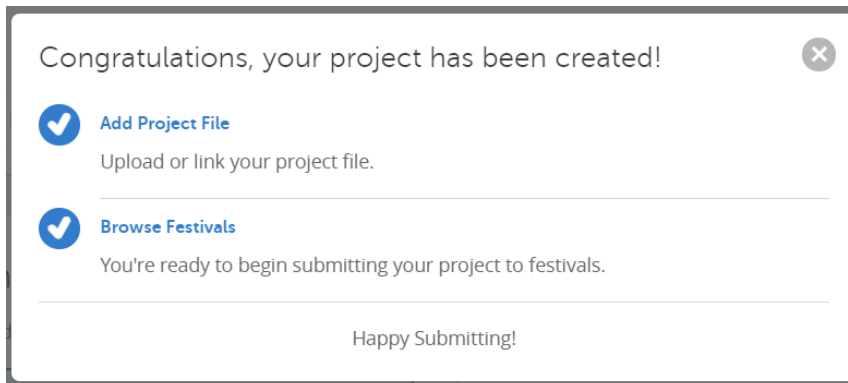 Congratulations, your project has been created!
Add Project File
Upload or link your project file.
Browse Festivals
You're ready to begin submitting your project to festivals.
Happy Submitting!